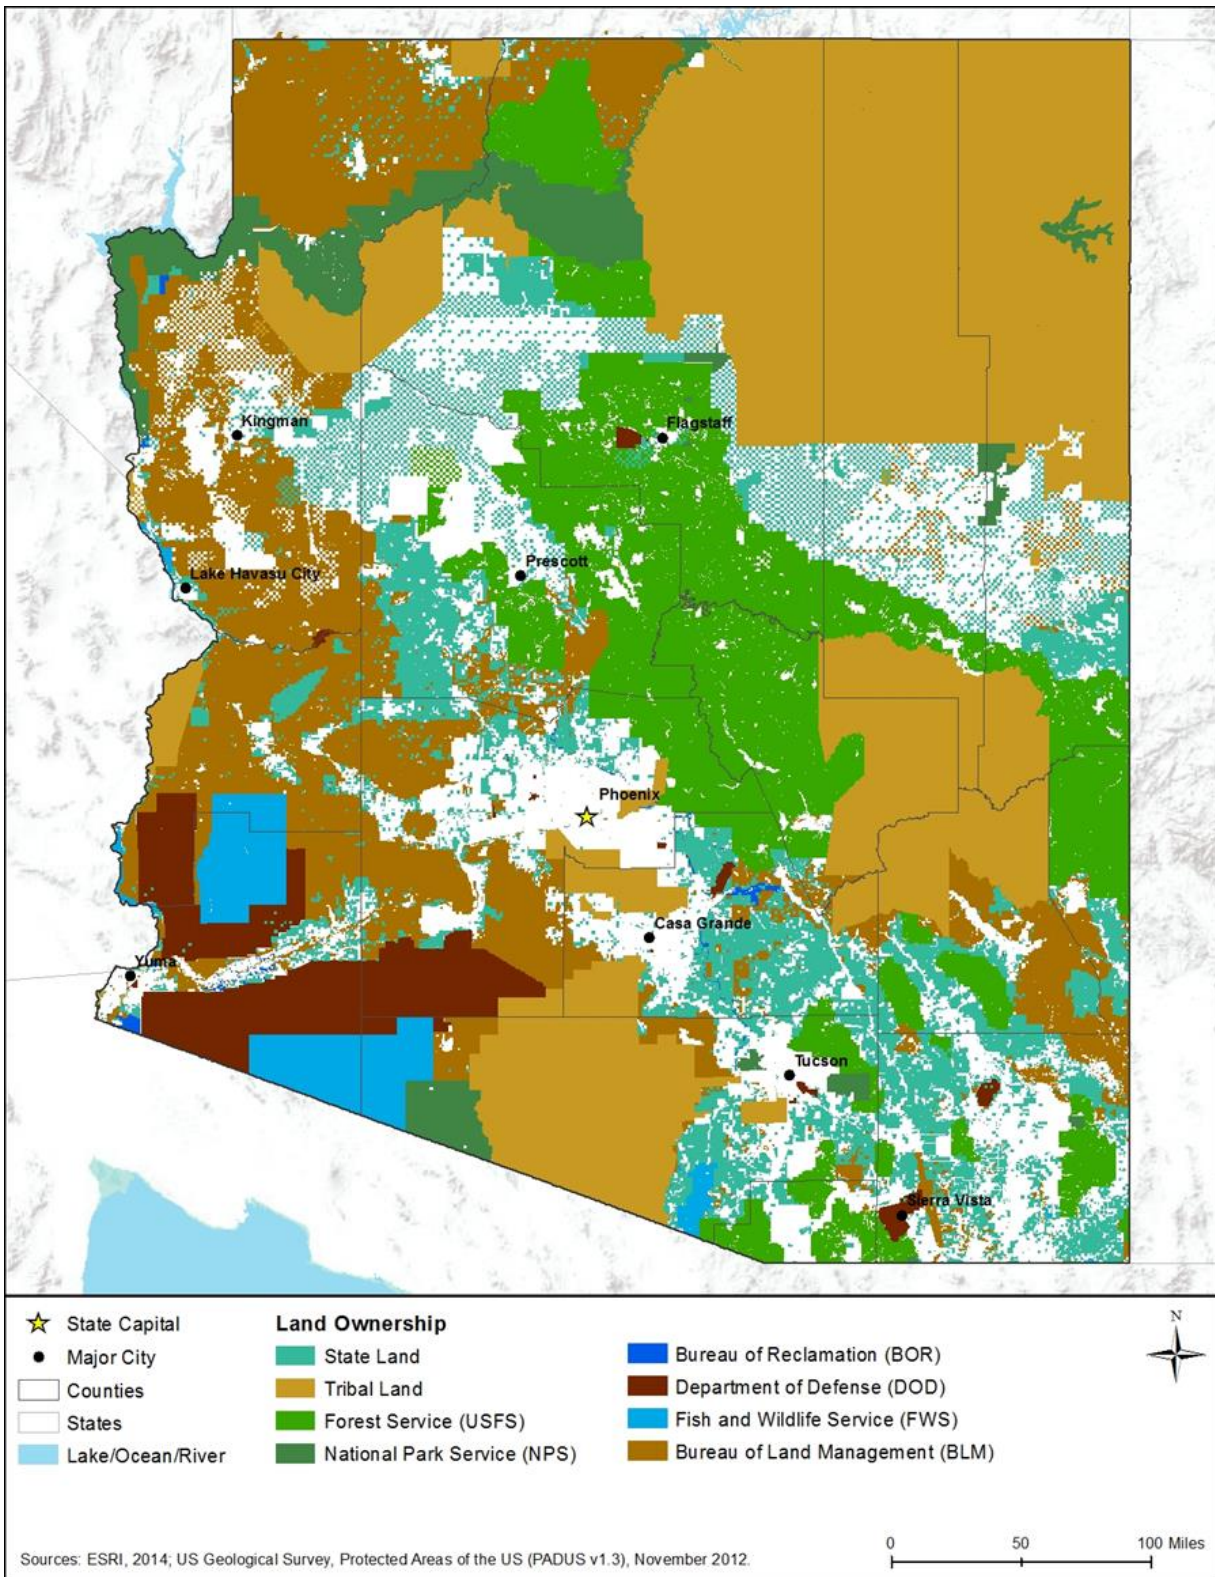 Kingman
Flagstaff
Prescott
Lake Havasu City
Phoenix
Casa Grande
Yuma
Tucson
Sierra Vista
State Capital
Major City
Counties
States
Lake/Ocean/River
Land Ownership
State Land
Tribal Land
Forest Service (USFS)
National Park Service (NPS)
Bureau of Reclamation (BOR)
Department of Defense (DOD)
Fish and Wildlife Service (FWS)
Bureau of Land Management (BLM)
N
0 50 100 Miles
Sources: ESRI, 2014; US Geological Survey, Protected Areas of the US (PADUS v1.3), November 2012.